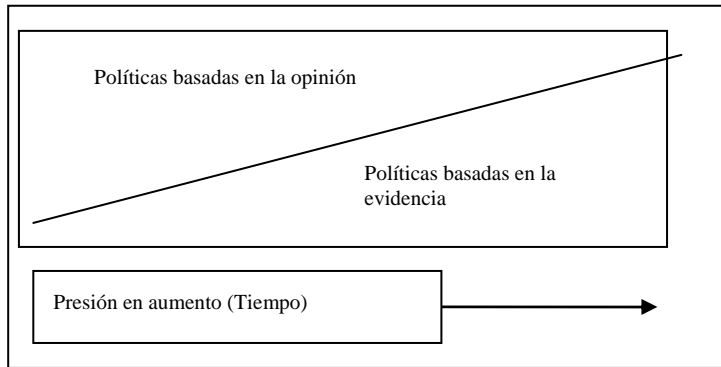 Políticas basadas en la opinión
Políticas basadas en la
evidencia
Presión en aumento (Tiempo)